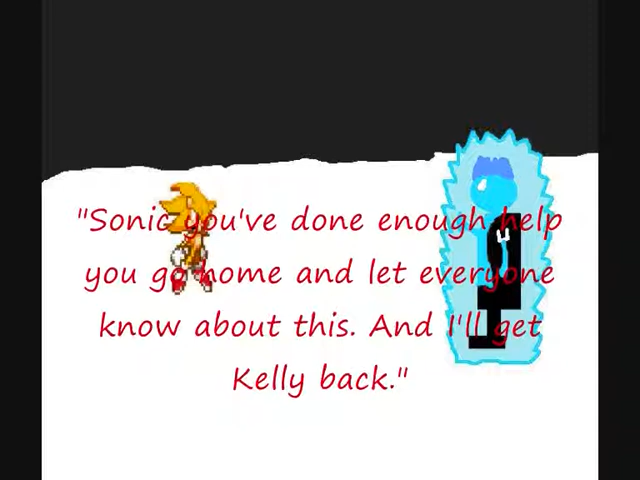 "Sonic you've done enough help
you go home and let everyone
know about this. And I'll get
Kelly back."